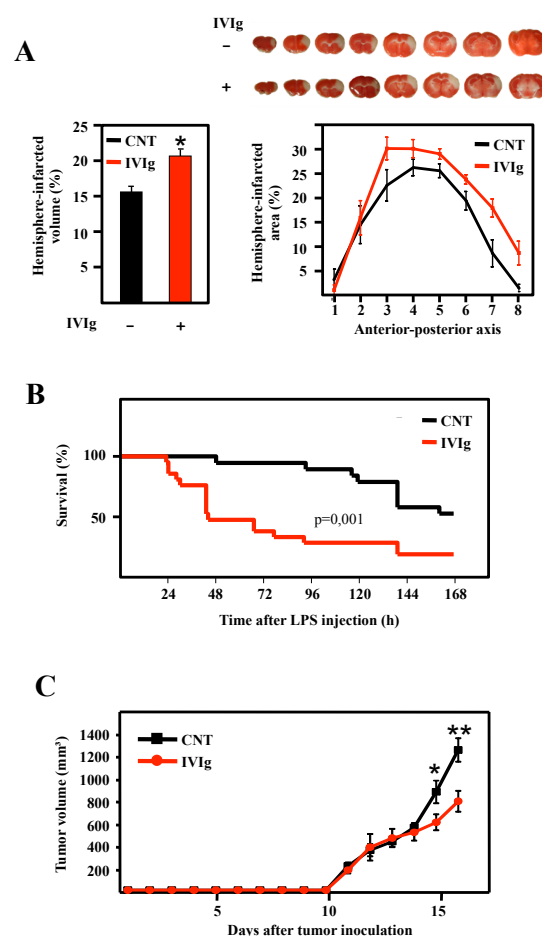 IVIg
–
+
A
Hemisphere-infarcted
volume (%)
25
20
15
10
5
CNT
IVIg
*
IVIg
–
+
Hemisphere-infarcted
area (%)
30
25
20
15
10
5
CNT
IVIg
1 2 3 4 5 6 7 8
Anterior-posterior axis
B
Survival (%)
100
50
CNT
IVIg
p=0,001
24 48 72 96 120 144 168
Time after LPS injection (h)
C
Tumor volume (mm³)
1400
1200
1000
800
600
400
200
CNT
IVIg
*
**
5 10 15
Days after tumor inoculation